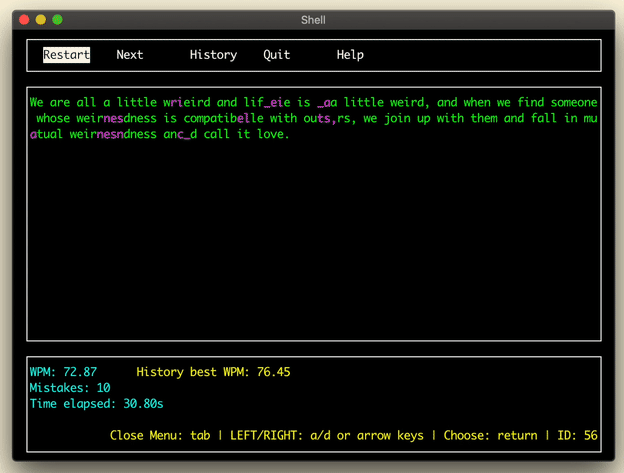 Shell
Restart Next History Quit Help
We are all a little wrieird and lif_eie is _aa little weird, and when we find someone
whose weirnesdness is compatibelle with outs,rs, we join up with them and fall in mu
atual weirnesndness anc_d call it love.
WPM: 72.87 History best WPM: 76.45
Mistakes: 10
Time elapsed: 30.80s
Close Menu: tab | LEFT/RIGHT: a/d or arrow keys | Choose: return | ID: 56